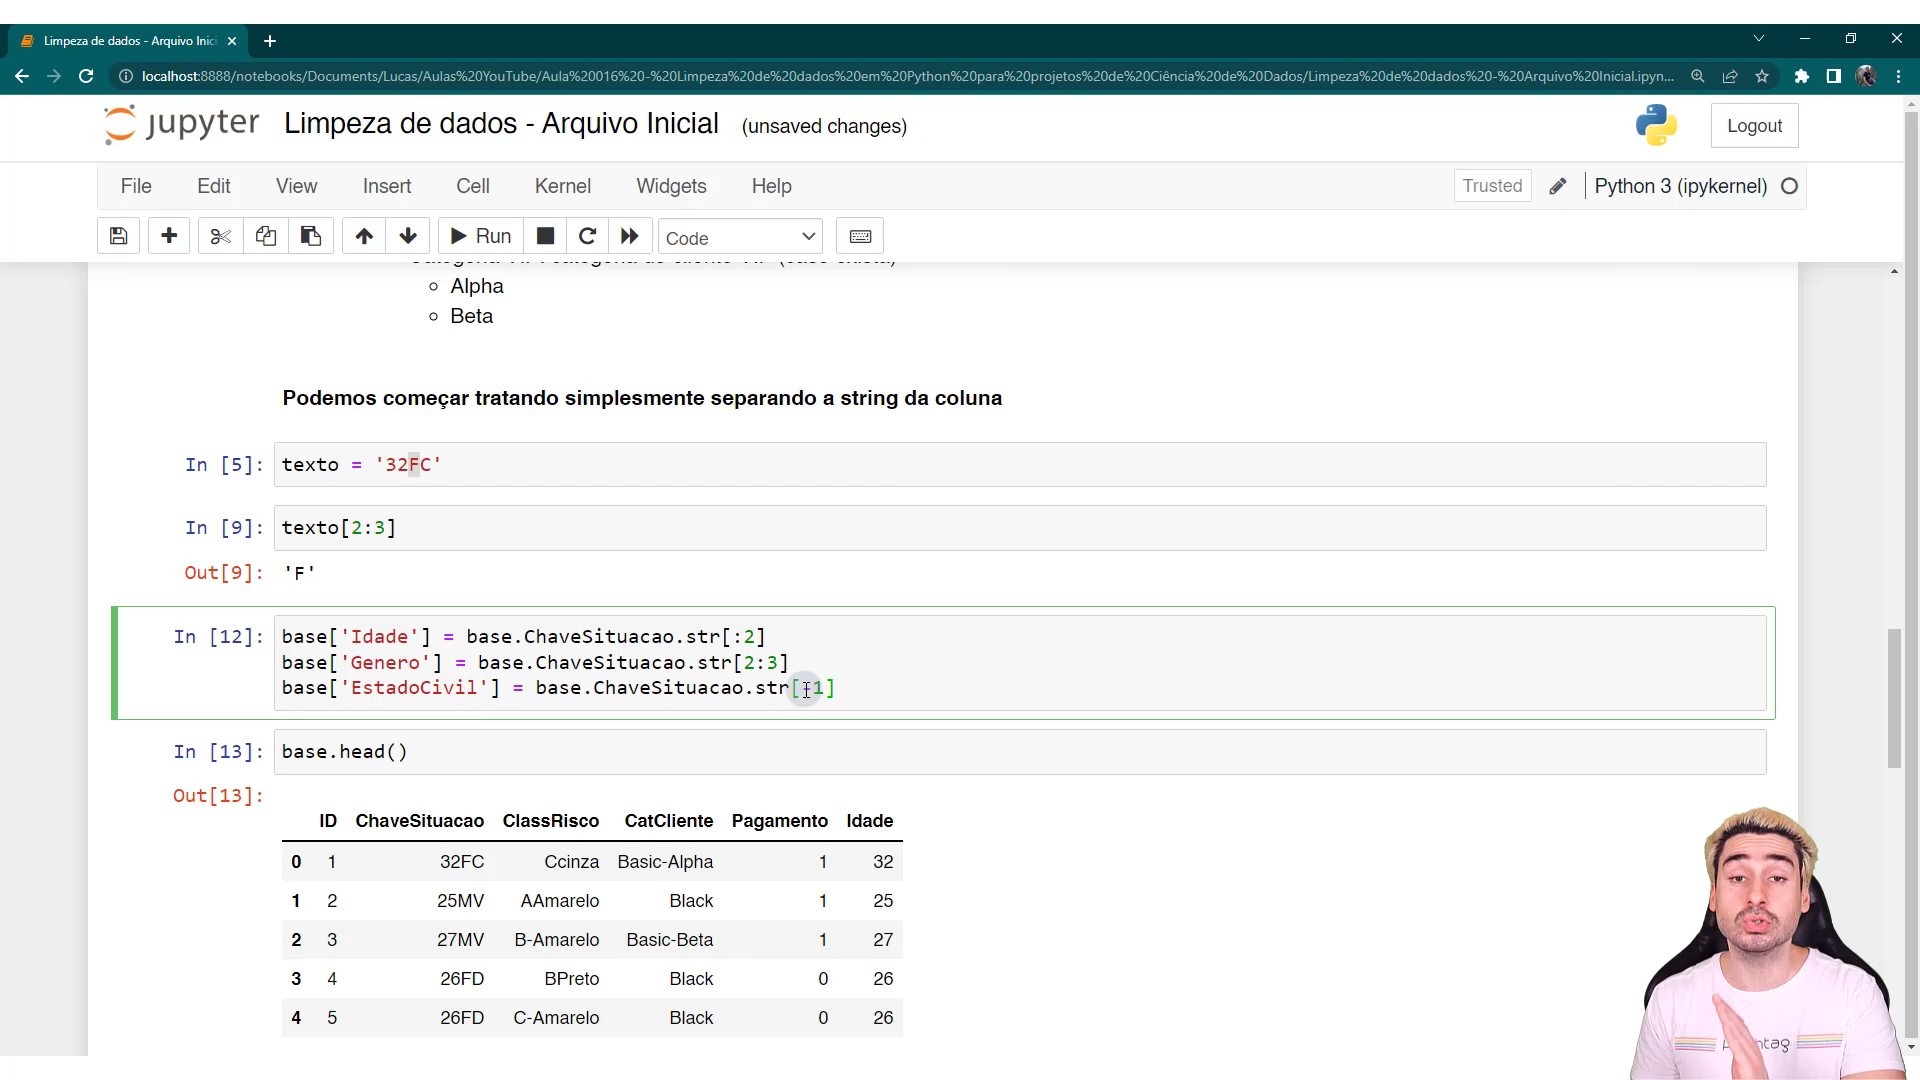 Limpeza de dados - Arquivo Inici
localhost:8888/notebooks/Documents/Lucas/Aulas%20YouTube/Aula%20016%20-%20Limpeza%20de%20dados%20em%20Python%20para%20projetos%20de%20Ciência%20de%20Dados/Limpeza%20de%20dados%20-%20Arquivo%20Inicial.ipyn...
jupyter Limpeza de dados - Arquivo Inicial (unsaved changes)
Logout
File Edit View Insert Cell Kernel Widgets Help
Trusted Python 3 (ipykernel)
Run Code
Alpha
Beta
Podemos começar tratando simplesmente separando a string da coluna
In [5]: texto = '32FC'
In [9]: texto[2:3]
Out[9]: 'F'
In [12]: base['Idade'] = base.ChaveSituacao.str[:2]
base['Genero'] = base.ChaveSituacao.str[2:3]
base['EstadoCivil'] = base.ChaveSituacao.str[-1]
In [13]: base.head()
Out[13]:
ID ChaveSituacao ClassRisco CatCliente Pagamento Idade
0 1 32FC Ccinza Basic-Alpha 1 32
1 2 25MV AAmarelo Black 1 25
2 3 27MV B-Amarelo Basic-Beta 1 27
3 4 26FD BPreto Black 0 26
4 5 26FD C-Amarelo Black 0 26